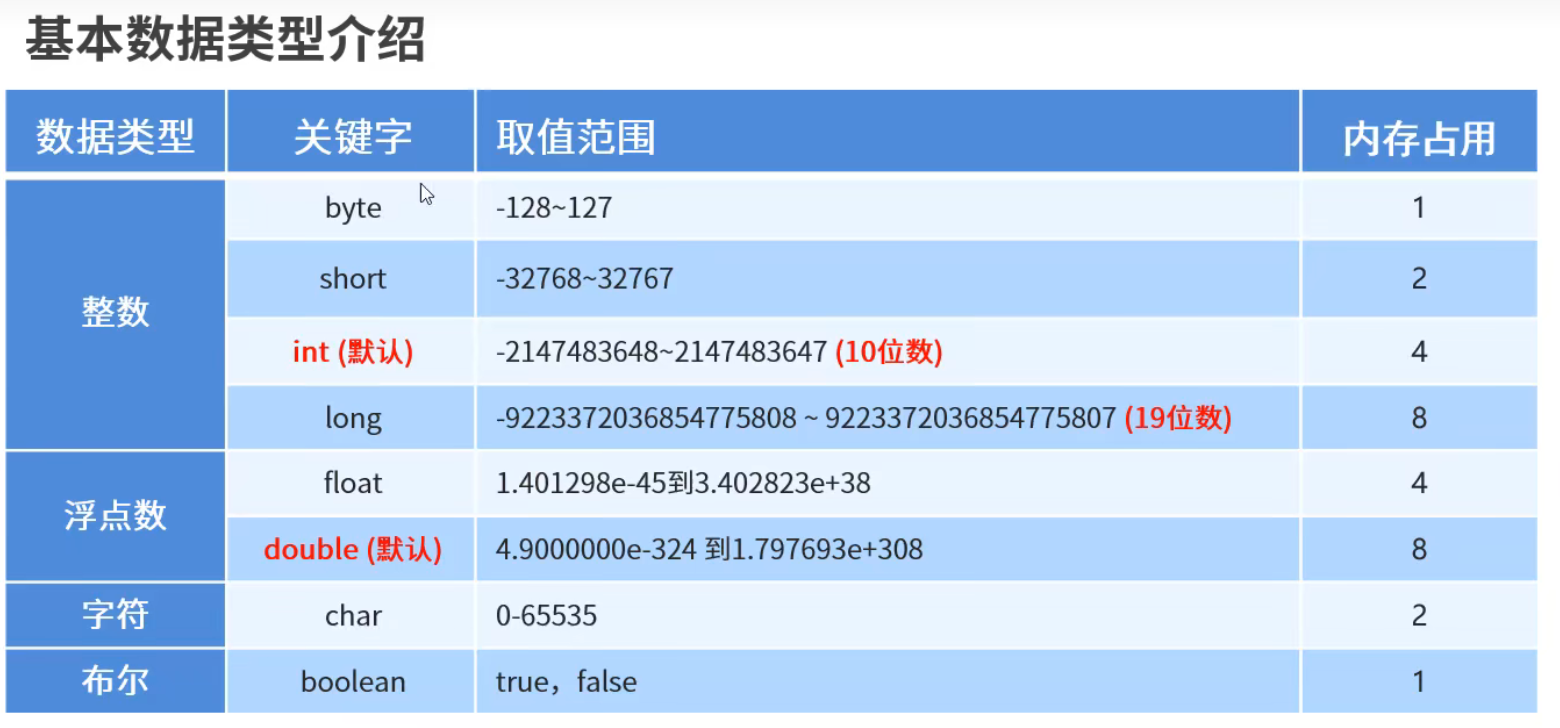 基本数据类型介绍
数据类型 关键字 取值范围 内存占用
整数 byte -128~127 1
short -32768~32767 2
int (默认) -2147483648~2147483647 (10位数) 4
long -9223372036854775808 ~ 9223372036854775807 (19位数) 8
浮点数 float 1.401298e-45到3.402823e+38 4
double (默认) 4.9000000e-324 到1.797693e+308 8
字符 char 0-65535 2
布尔 boolean true，false 1